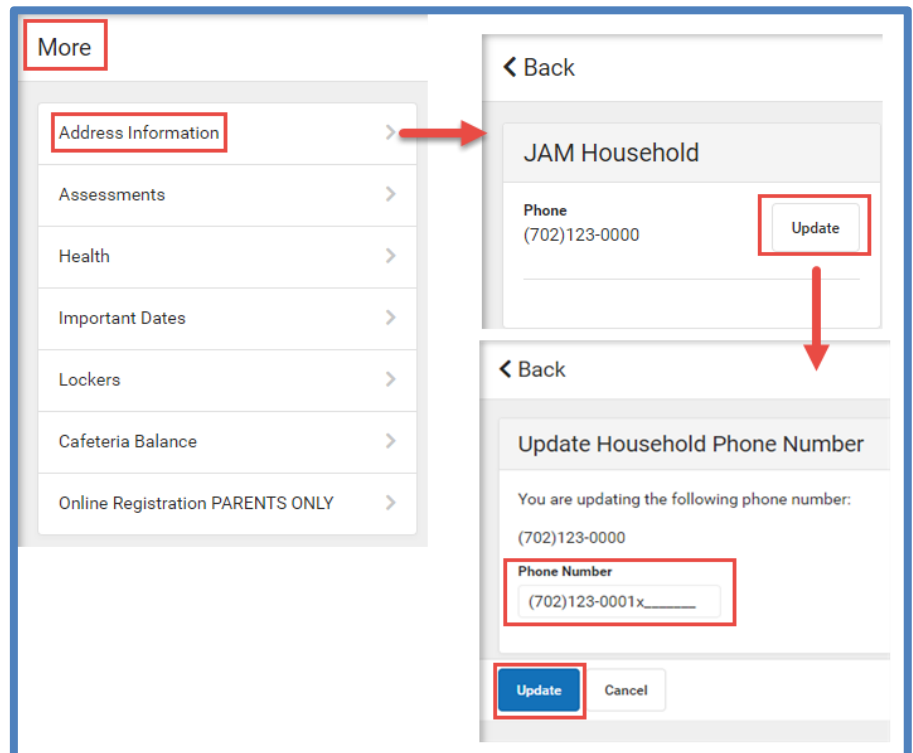 More
Address Information
Assessments
Health
Important Dates
Lockers
Cafeteria Balance
Online Registration PARENTS ONLY
Back
JAM Household
Phone
(702)123-0000
Update
Back
Update Household Phone Number
You are updating the following phone number:
(702)123-0000
Phone Number
(702)123-0001x_______
Update
Cancel